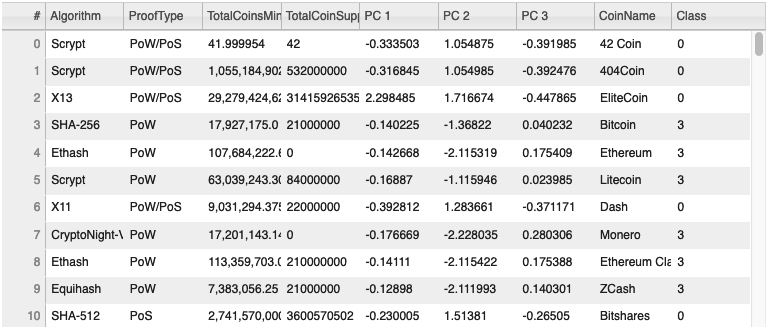 # Algorithm ProofType TotalCoinsMin TotalCoinSupp PC 1 PC 2 PC 3 CoinName Class
0 Scrypt PoW/PoS 41.999954 42 -0.333503 1.054875 -0.391985 42 Coin 0
1 Scrypt PoW/PoS 1,055,184,902 532000000 -0.316845 1.054985 -0.392476 404Coin 0
2 X13 PoW/PoS 29,279,424,62 31415926535 2.298485 1.716674 -0.447865 EliteCoin 0
3 SHA-256 PoW 17,927,175.0 21000000 -0.140225 -1.36822 0.040232 Bitcoin 3
4 Ethash PoW 107,684,222.6 0 -0.142668 -2.115319 0.175409 Ethereum 3
5 Scrypt PoW 63,039,243.30 84000000 -0.16887 -1.115946 0.023985 Litecoin 3
6 X11 PoW/PoS 9,031,294.375 22000000 -0.392812 1.283661 -0.371171 Dash 0
7 CryptoNight-V PoW 17,201,143.14 0 -0.176669 -2.228035 0.280306 Monero 3
8 Ethash PoW 113,359,703.0 210000000 -0.14111 -2.115422 0.175388 Ethereum Cla 3
9 Equihash PoW 7,383,056.25 21000000 -0.12898 -2.111993 0.140301 ZCash 3
10 SHA-512 PoS 2,741,570,000 3600570502 -0.230005 1.51381 -0.26505 Bitshares 0